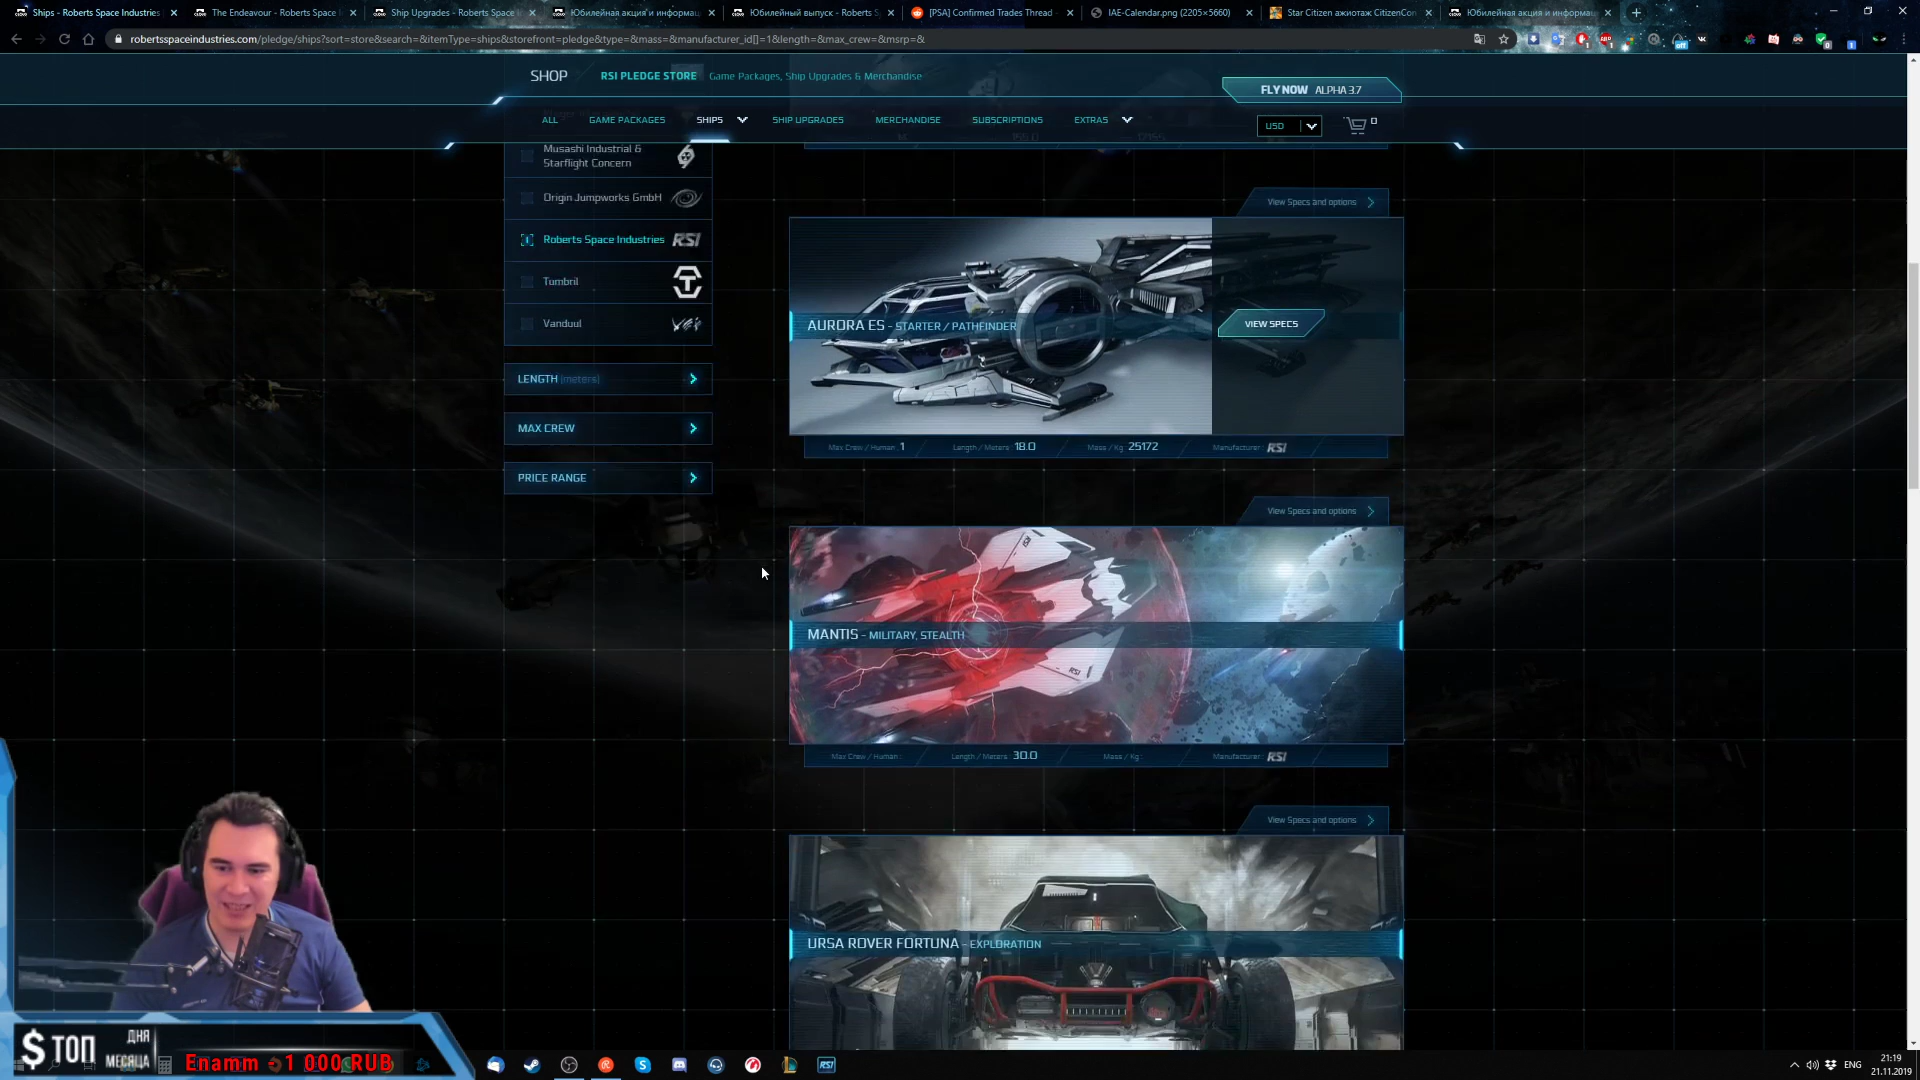 Ships - Roberts Space Industries
The Endeavour - Roberts Space
Ship Upgrades - Roberts Space
Юбилейная акция и информац
Юбилейный выпуск - Roberts S
[PSA] Confirmed Trades Thread
IAE-Calendar.png (2205×5660)
Star Citizen ажиотаж CitizenCon
Юбилейная акция и информац
robertsspaceindustries.com/pledge/ships?sort=store&search=&itemType=ships&storefront=pledge&type=&mass=&manufacturer_id[]=1&length=&max_crew=&msrp=&
SHOP
RSI PLEDGE STORE
Game Packages, Ship Upgrades & Merchandise
FLY NOW ALPHA 3.7
ALL
GAME PACKAGES
SHIPS
SHIP UPGRADES
MERCHANDISE
SUBSCRIPTIONS
EXTRAS
USD
0
Musashi Industrial &
Starflight Concern
Origin Jumpworks GmbH
Roberts Space Industries
RSI
Tumbril
Vanduul
LENGTH (meters)
MAX CREW
PRICE RANGE
View Specs and options
AURORA ES - STARTER / PATHFINDER
VIEW SPECS
Max Crew / Human: 1
Length / Meters: 18.0
Mass / Kg: 25172
Manufacturer: RSI
View Specs and options
MANTIS - MILITARY, STEALTH
Max Crew / Human:
Length / Meters: 30.0
Mass / Kg:
Manufacturer: RSI
View Specs and options
URSA ROVER FORTUNA - EXPLORATION
$ ТОП
ДНЯ
МЕСЯЦА
Enamm - 1 000 RUB
RSI
ENG
21:19
21.11.2019